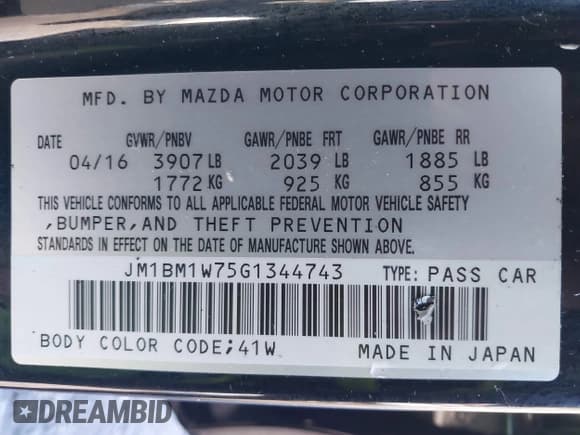 MFD. BY MAZDA MOTOR CORPORATION
DATE GVWR/PNBV GAWR/PNBE FRT GAWR/PNBE RR
04/16 3907 LB 2039 LB 1885 LB
1772 KG 925 KG 855 KG
THIS VEHICLE CONFORMS TO ALL APPLICABLE FEDERAL MOTOR VEHICLE SAFETY
,BUMPER,AND THEFT PREVENTION
STANDARDS IN EFFECT ON THE DATE OF MANUFACTURE SHOWN ABOVE.
JM1BM1W75G1344743 TYPE: PASS CAR
BODY COLOR CODE;41W MADE IN JAPAN
DREAMBID